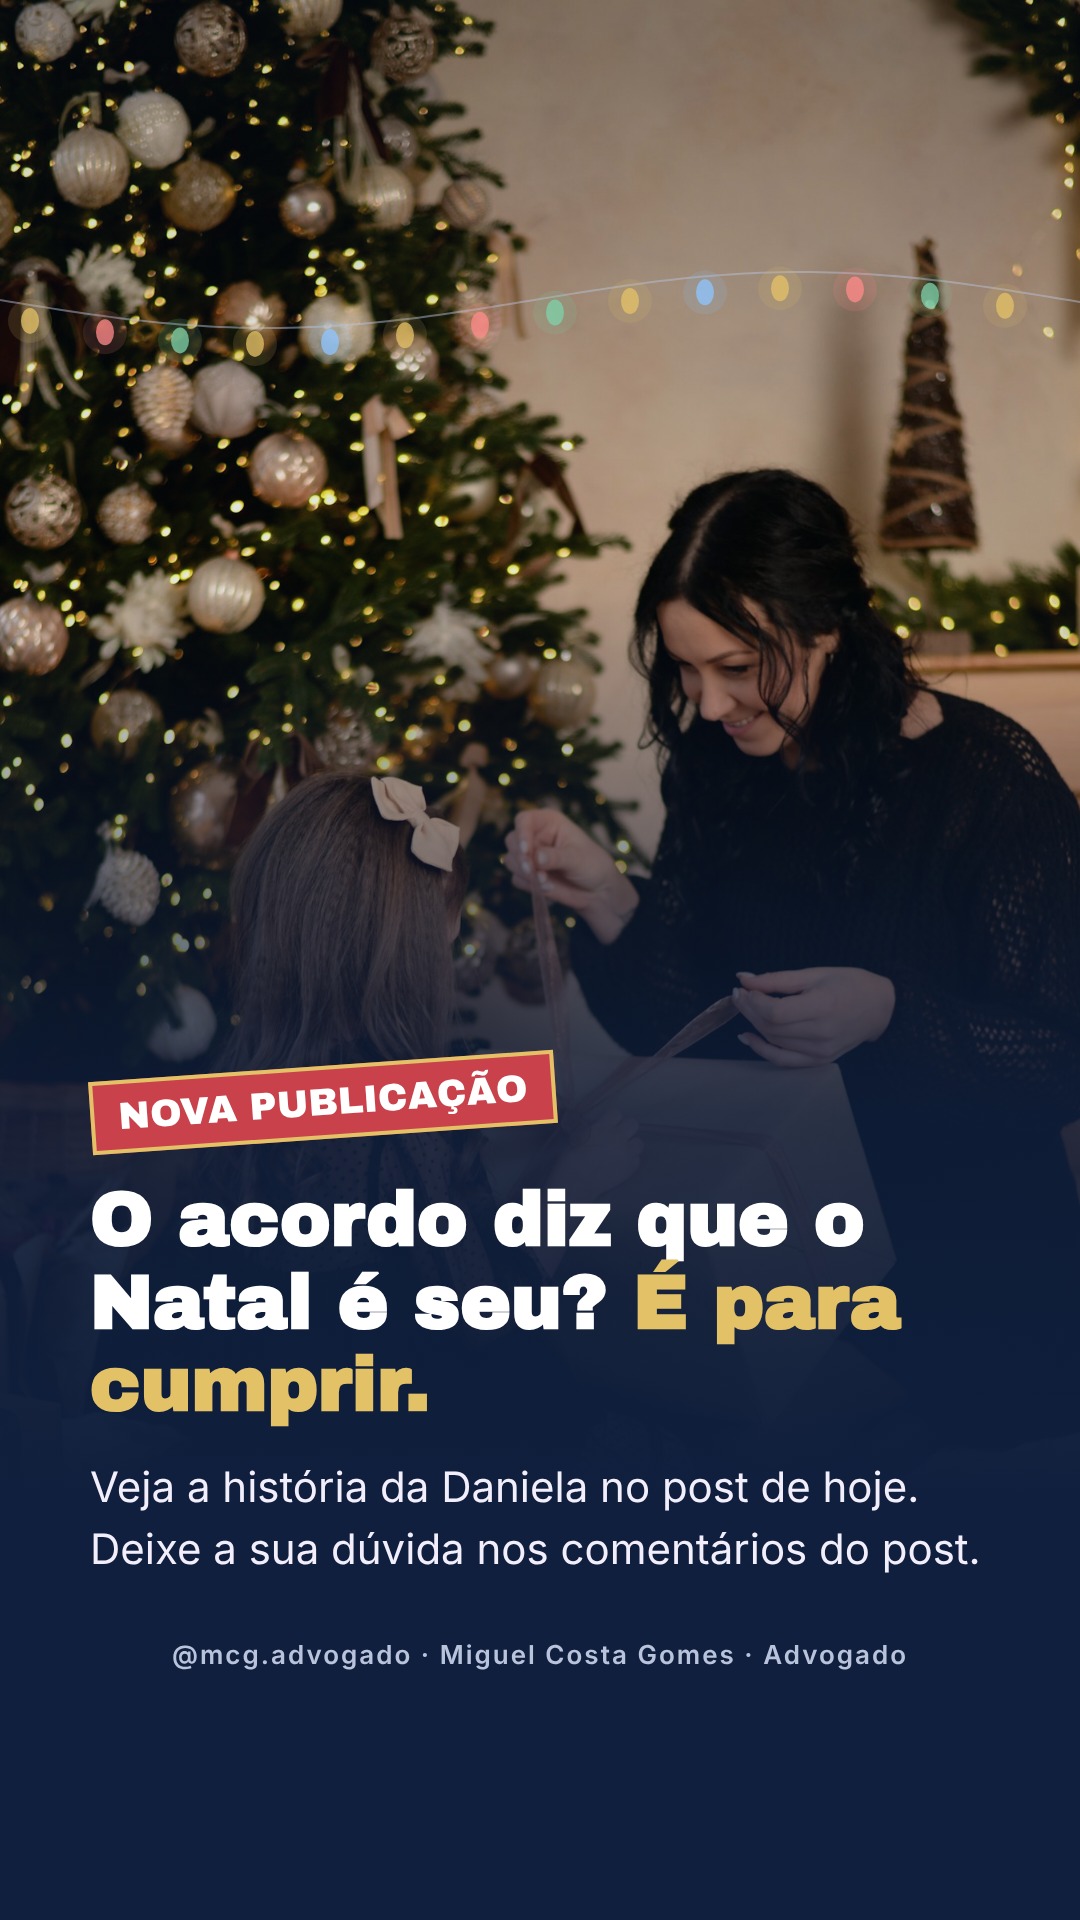 NOVA PUBLICAÇÃO
O acordo diz que o
Natal é seu? É para
cumprir.
Veja a história da Daniela no post de hoje.
Deixe a sua dúvida nos comentários do post.
@mcg.advogado · Miguel Costa Gomes · Advogado